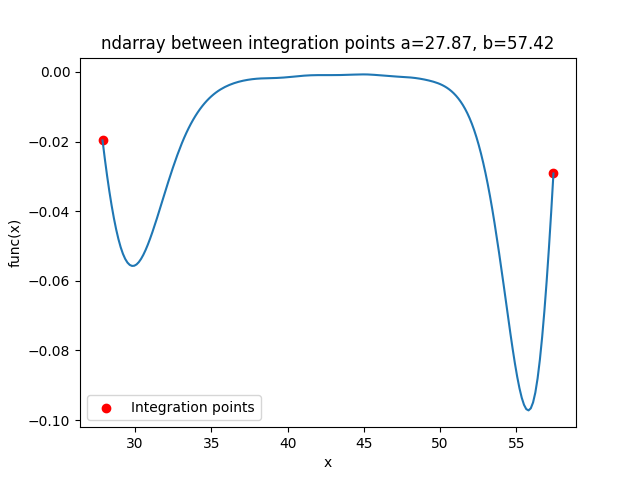 ndarray between integration points a=27.87, b=57.42
0.00
−0.02
−0.04
−0.06
−0.08
−0.10
func(x)
Integration points
30 35 40 45 50 55
x